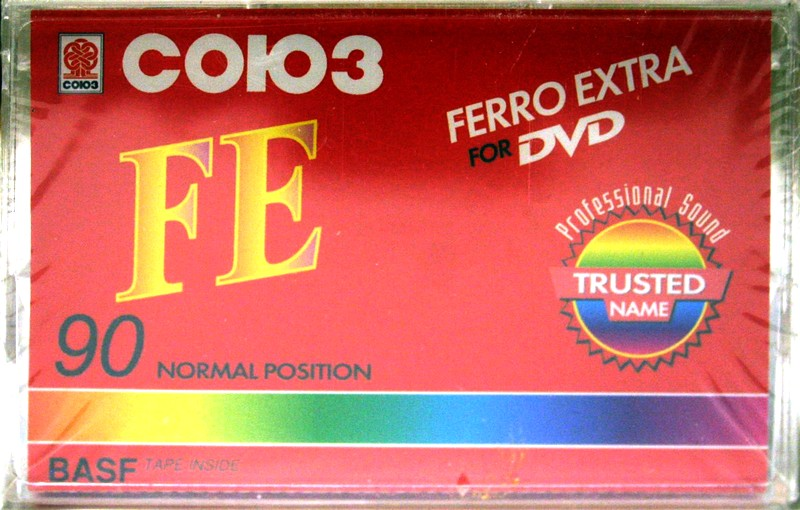 СОЮЗ
СОЮЗ
FERRO EXTRA
FOR DVD
FE
Professional Sound
TRUSTED
NAME
90 NORMAL POSITION
BASF TAPE INSIDE